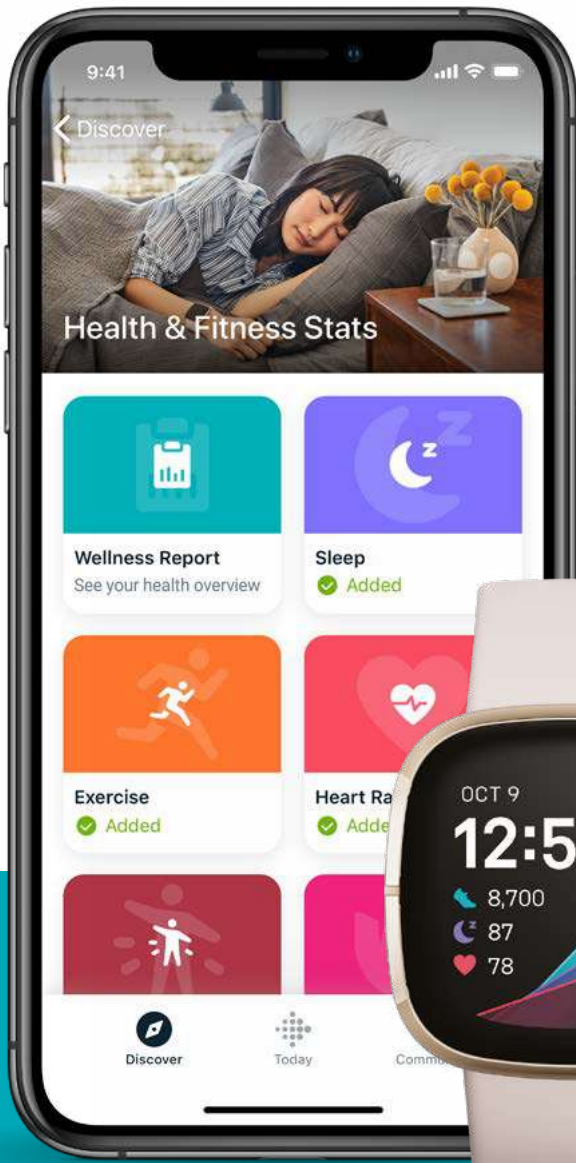 9:41
Discover
Health & Fitness Stats
Wellness Report
See your health overview
Sleep
Added
Exercise
Added
Heart Ra
Adde
OCT 9
12:5
8,700
z
87
78
Discover
Today
Comm